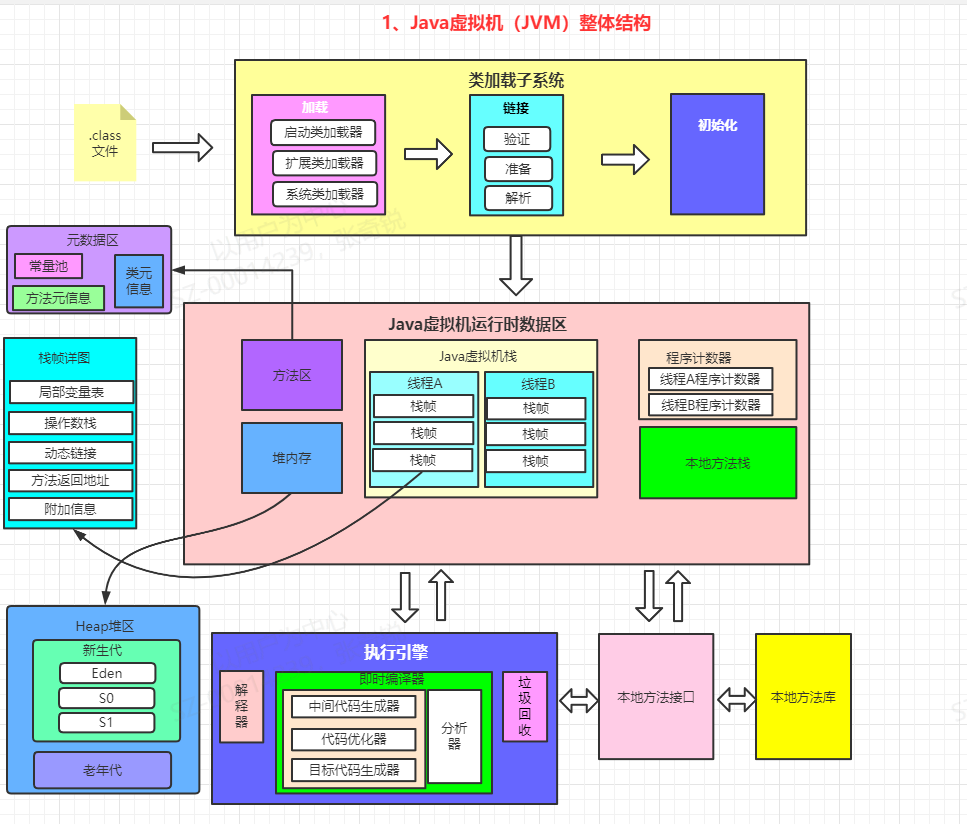 1、Java虚拟机（JVM）整体结构
类加载子系统
.class
文件
加载
启动类加载器
扩展类加载器
系统类加载器
链接
验证
准备
解析
初始化
元数据区
常量池
方法元信息
类元
信息
以用户为中心
SZ-00014239，张奇锐
栈帧详图
局部变量表
操作数栈
动态链接
方法返回地址
附加信息
Java虚拟机运行时数据区
方法区
堆内存
Java虚拟机栈
线程A
栈帧
栈帧
栈帧
线程B
栈帧
栈帧
栈帧
程序计数器
线程A程序计数器
线程B程序计数器
本地方法栈
Heap堆区
新生代
Eden
S0
S1
老年代
执行引擎
解
释
器
即时编译器
中间代码生成器
代码优化器
目标代码生成器
分析
器
垃
圾
回
收
本地方法接口
本地方法库